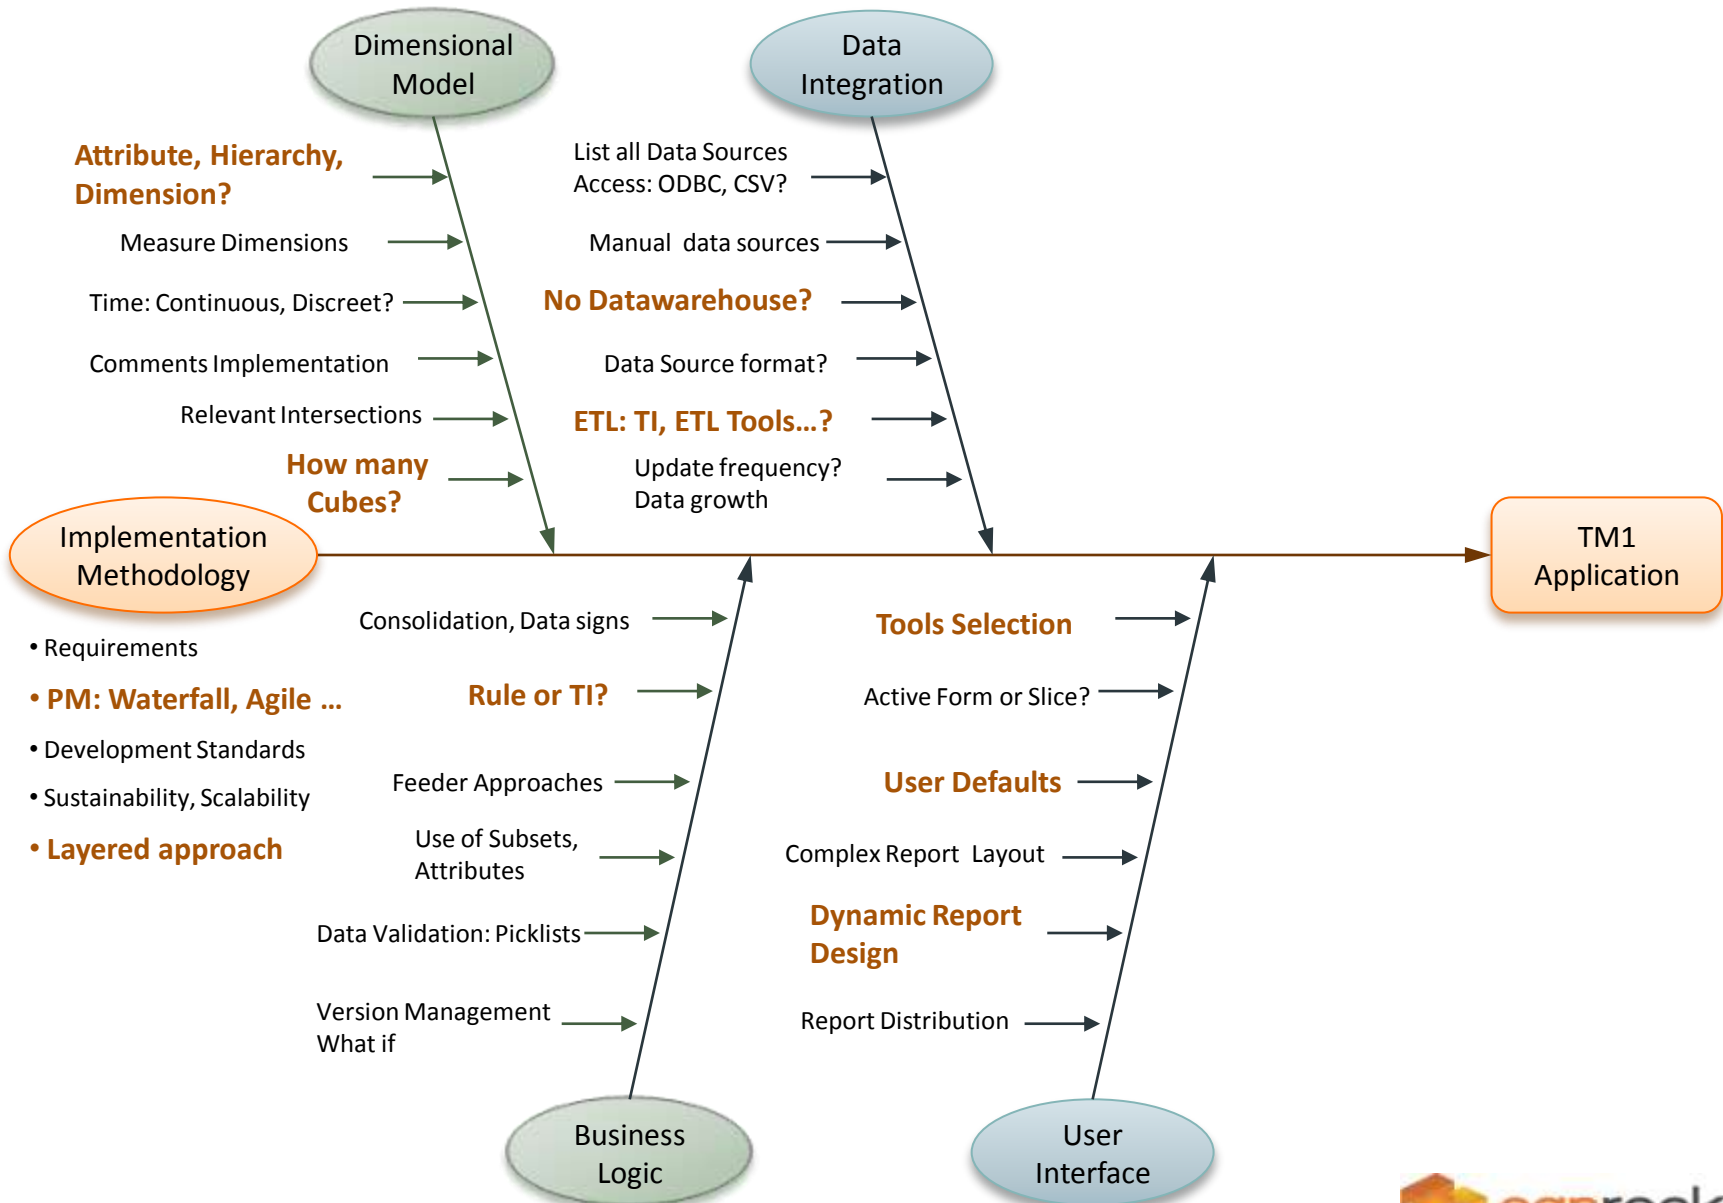 Dimensional
Model
Data
Integration
Attribute, Hierarchy,
Dimension?
Measure Dimensions
Time: Continuous, Discreet?
Comments Implementation
Relevant Intersections
How many
Cubes?
List all Data Sources
Access: ODBC, CSV?
Manual data sources
No Datawarehouse?
Data Source format?
ETL: TI, ETL Tools...?
Update frequency?
Data growth
Implementation
Methodology
TM1
Application
• Requirements
• PM: Waterfall, Agile ...
• Development Standards
• Sustainability, Scalability
• Layered approach
Consolidation, Data signs
Rule or TI?
Feeder Approaches
Use of Subsets,
Attributes
Data Validation: Picklists
Version Management
What if
Tools Selection
Active Form or Slice?
User Defaults
Complex Report Layout
Dynamic Report
Design
Report Distribution
Business
Logic
User
Interface